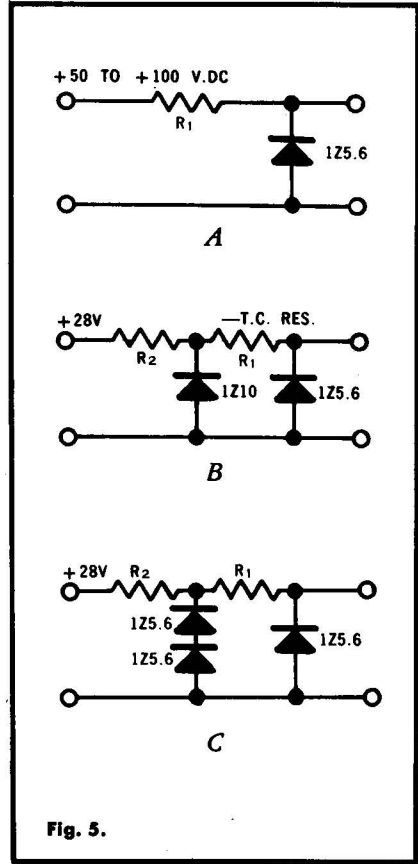 +50 TO +100 V.DC
R1
1Z5.6
A
+28V
—T.C. RES.
R2
R1
1Z10
1Z5.6
B
+28V
R2
R1
1Z5.6
1Z5.6
1Z5.6
C
Fig. 5.